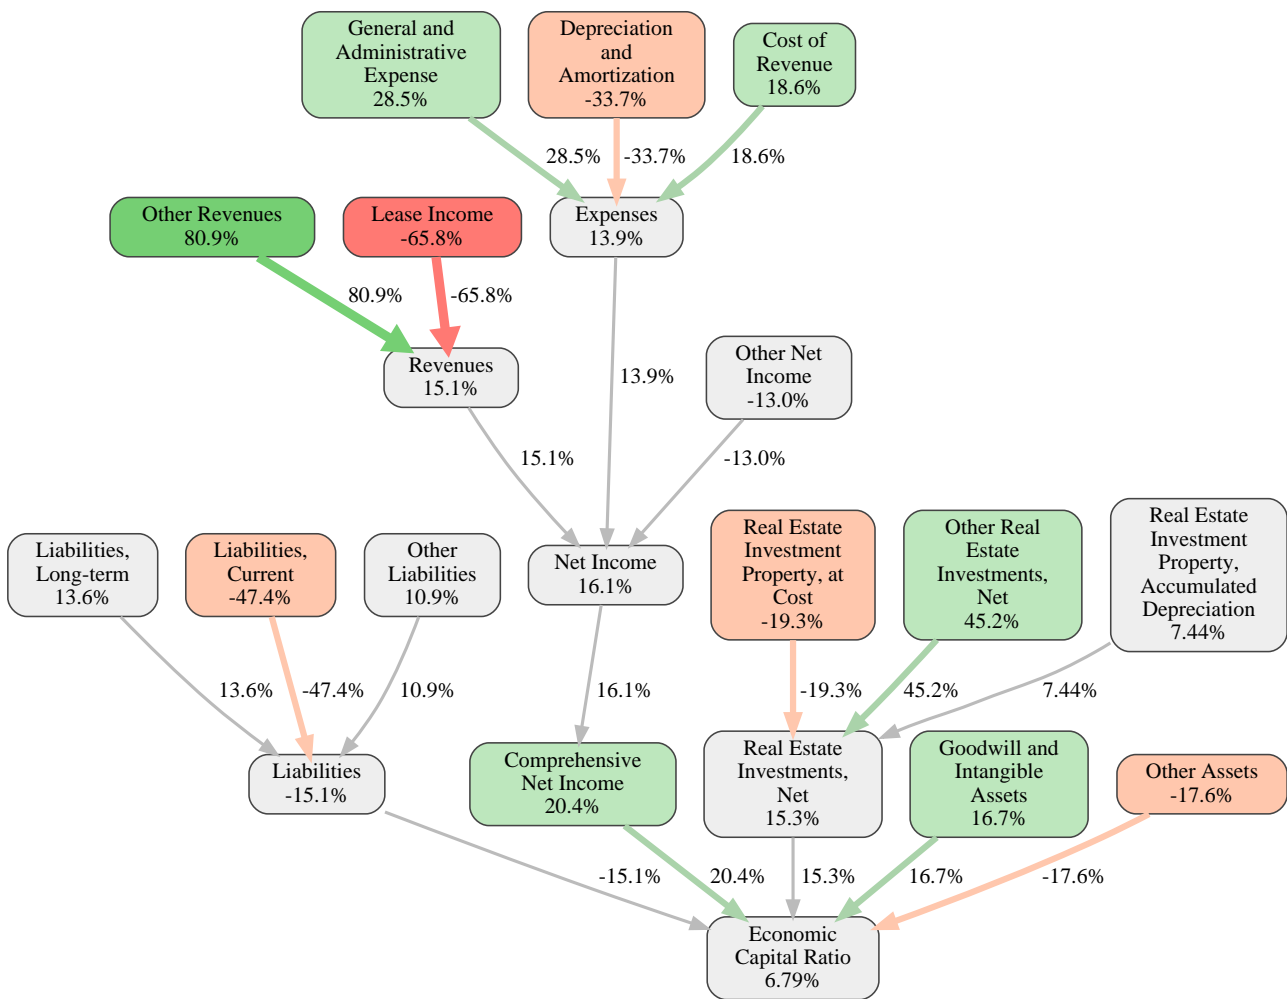 General and
Administrative
Expense
28.5%
Depreciation
and
Amortization
-33.7%
Cost of
Revenue
18.6%
28.5%
-33.7%
18.6%
Other Revenues
80.9%
Lease Income
-65.8%
Expenses
13.9%
80.9%
-65.8%
Revenues
15.1%
13.9%
Other Net
Income
-13.0%
15.1%
-13.0%
Liabilities,
Long-term
13.6%
Liabilities,
Current
-47.4%
Other
Liabilities
10.9%
Net Income
16.1%
Real Estate
Investment
Property, at
Cost
-19.3%
Other Real
Estate
Investments,
Net
45.2%
Real Estate
Investment
Property,
Accumulated
Depreciation
7.44%
13.6%
-47.4%
10.9%
16.1%
-19.3%
45.2%
7.44%
Liabilities
-15.1%
Comprehensive
Net Income
20.4%
Real Estate
Investments,
Net
15.3%
Goodwill and
Intangible
Assets
16.7%
Other Assets
-17.6%
-15.1%
20.4%
15.3%
16.7%
-17.6%
Economic
Capital Ratio
6.79%